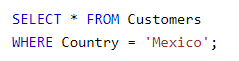 SELECT * FROM Customers
WHERE Country = 'Mexico';